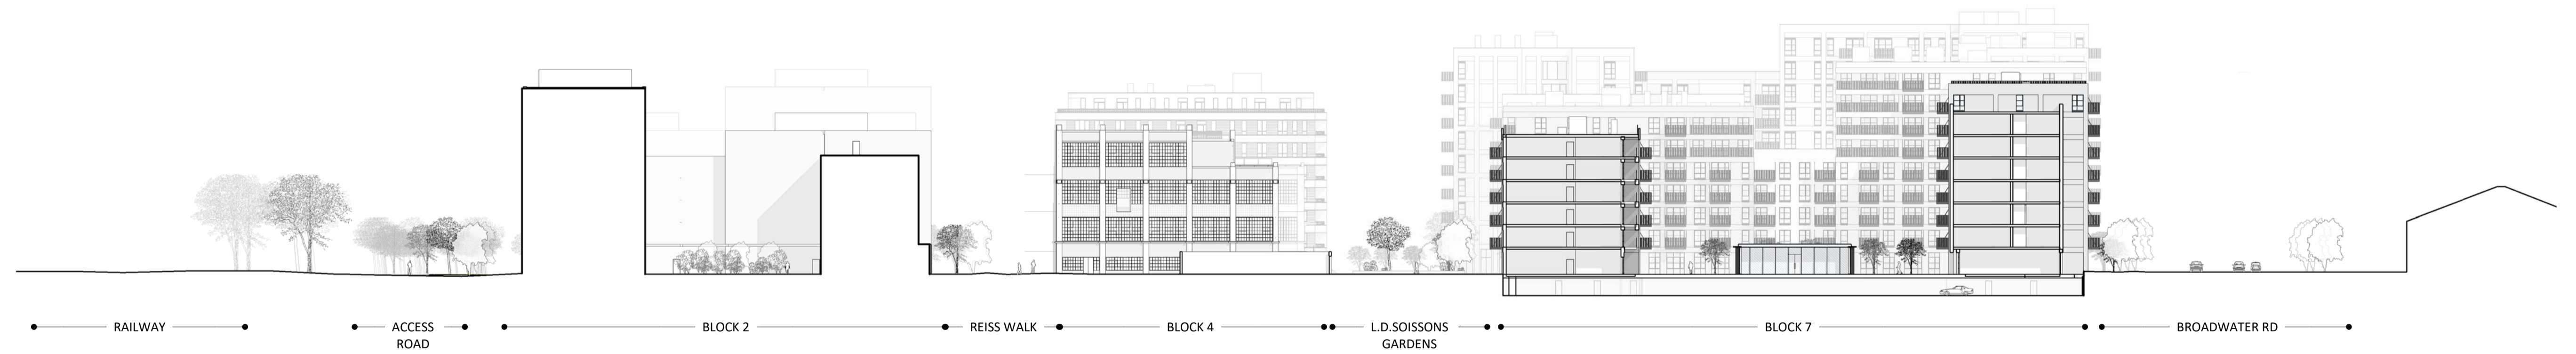 RAILWAY
ACCESS
ROAD
BLOCK 2
REISS WALK
BLOCK 4
L.D.SOISSONS
GARDENS
BLOCK 7
BROADWATER RD